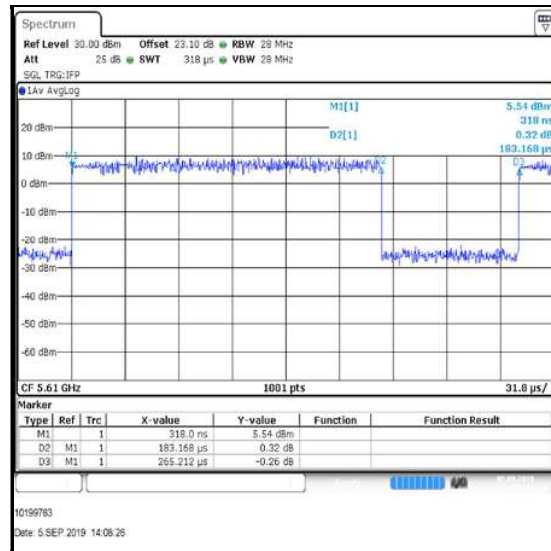 Spectrum
Ref Level 30.00 dBm Offset 23.10 dB RBW 28 MHz
Att 25 dB SWT 318 µs VBW 28 MHz
SGL TRG:IFP
1Av AvgLog
M1[1] 5.54 dBm
318 ns
20 dBm
D2[1] 0.32 dB
183.168 µs
10 dBm
M1
D2
D3
0 dBm
-10 dBm
-20 dBm
-30 dBm
-40 dBm
-50 dBm
-60 dBm
CF 5.61 GHz 1001 pts 31.8 µs/
Marker
Type Ref Trc X-value Y-value Function Function Result
M1 1 318.0 ns 5.54 dBm
D2 M1 1 183.168 µs 0.32 dB
D3 M1 1 265.212 µs -0.26 dB
10199763
Date: 5.SEP.2019 14:08:26